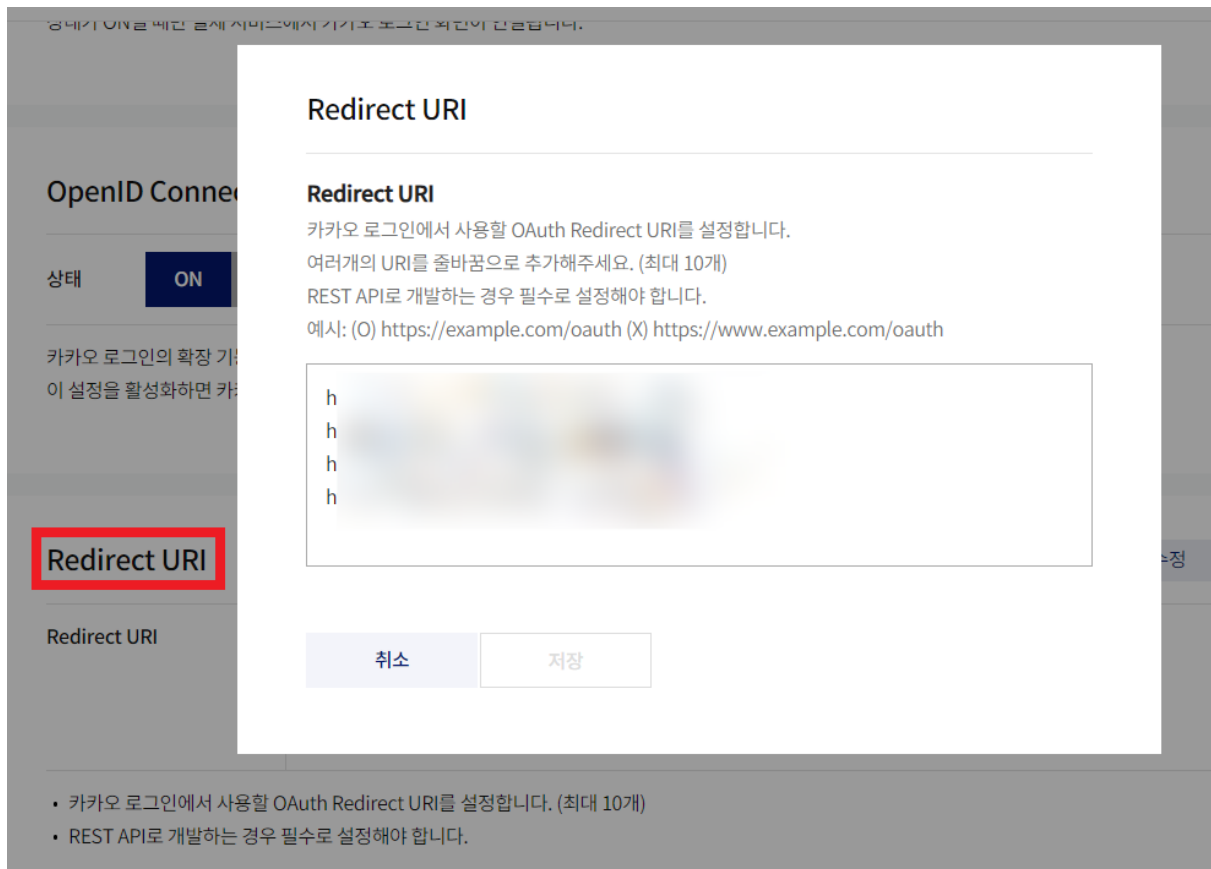 Redirect URI
Redirect URI
카카오 로그인에서 사용할 OAuth Redirect URI를 설정합니다.
여러개의 URI를 줄바꿈으로 추가해주세요. (최대 10개)
REST API로 개발하는 경우 필수로 설정해야 합니다.
예시: (O) https://example.com/oauth (X) https://www.example.com/oauth
h
h
h
h
취소
저장
OpenID Conne
상태
ON
카카오 로그인의 확장 기
이 설정을 활성화하면 카
Redirect URI
정
Redirect URI
• 카카오 로그인에서 사용할 OAuth Redirect URI를 설정합니다. (최대 10개)
• REST API로 개발하는 경우 필수로 설정해야 합니다.